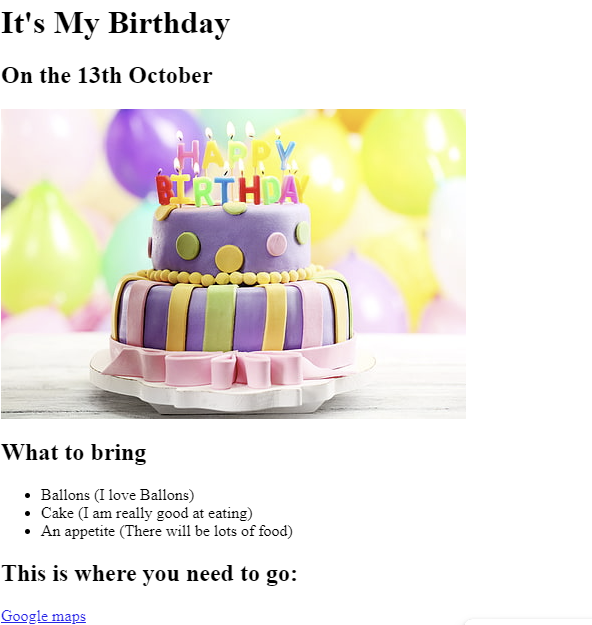 It's My Birthday
On the 13th October
HAPPY
BIRTHDAY
What to bring
Ballons (I love Ballons)
Cake (I am really good at eating)
An appetite (There will be lots of food)
This is where you need to go:
Google maps